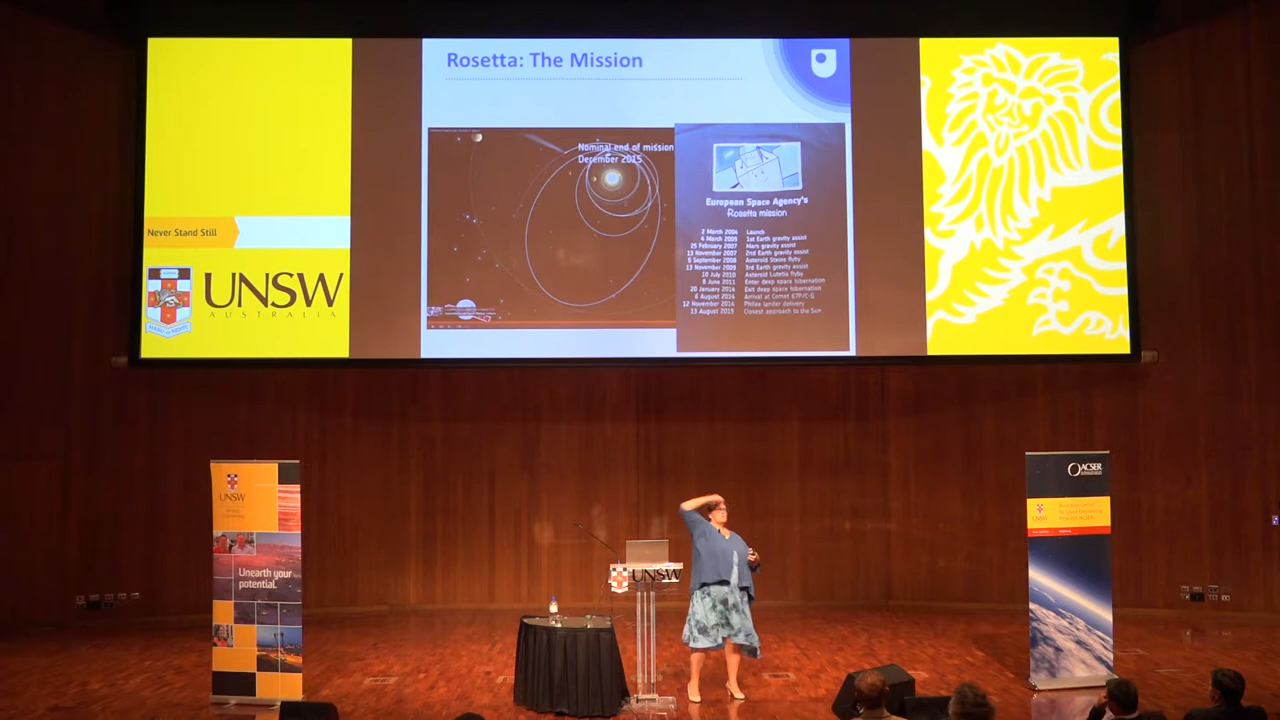 Rosetta: The Mission
Nominal end of mission
December 2015
European Space Agency's
Rosetta mission
2 March 2004 Launch
4 March 2005 1st Earth gravity assist
25 February 2007 Mars gravity assist
13 November 2007 2nd Earth gravity assist
5 September 2008 Asteroid Steins flyby
13 November 2009 3rd Earth gravity assist
10 July 2010 Asteroid Lutetia flyby
8 June 2011 Enter deep space hibernation
20 January 2014 Exit deep space hibernation
6 August 2014 Arrival at Comet 67P/C-G
12 November 2014 Philae lander delivery
13 August 2015 Closest approach to the Sun
Never Stand Still
UNSW
AUSTRALIA
UNSW
Unearth your
potential.
UNSW
ACSER
UNSW